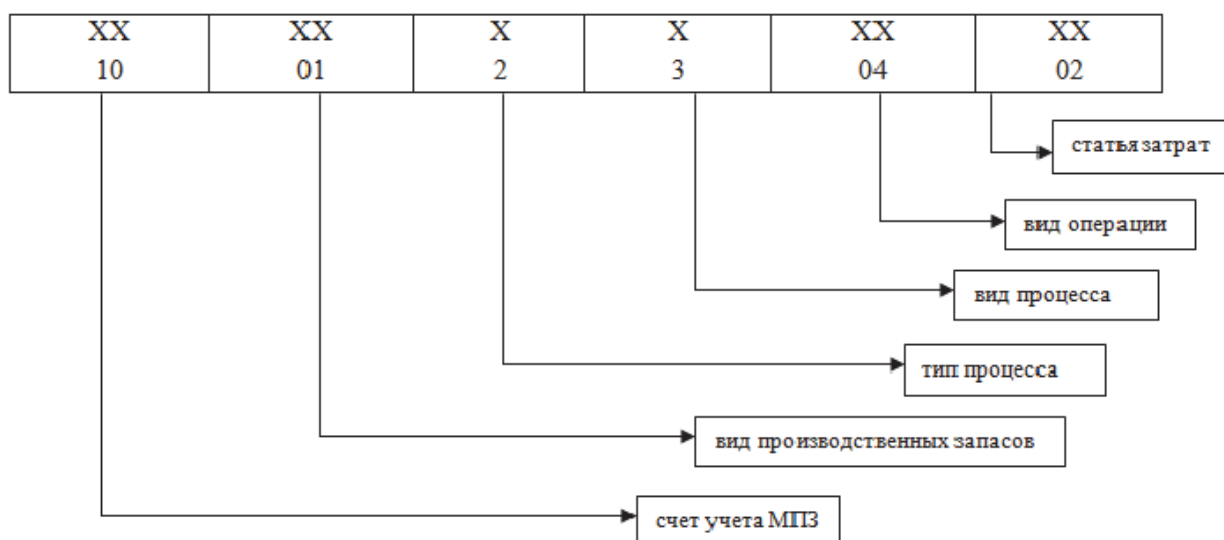 XX XX X X XX XX
10 01 2 3 04 02
статья затрат
вид операции
вид процесса
тип процесса
вид производственных запасов
счет учета МПЗ